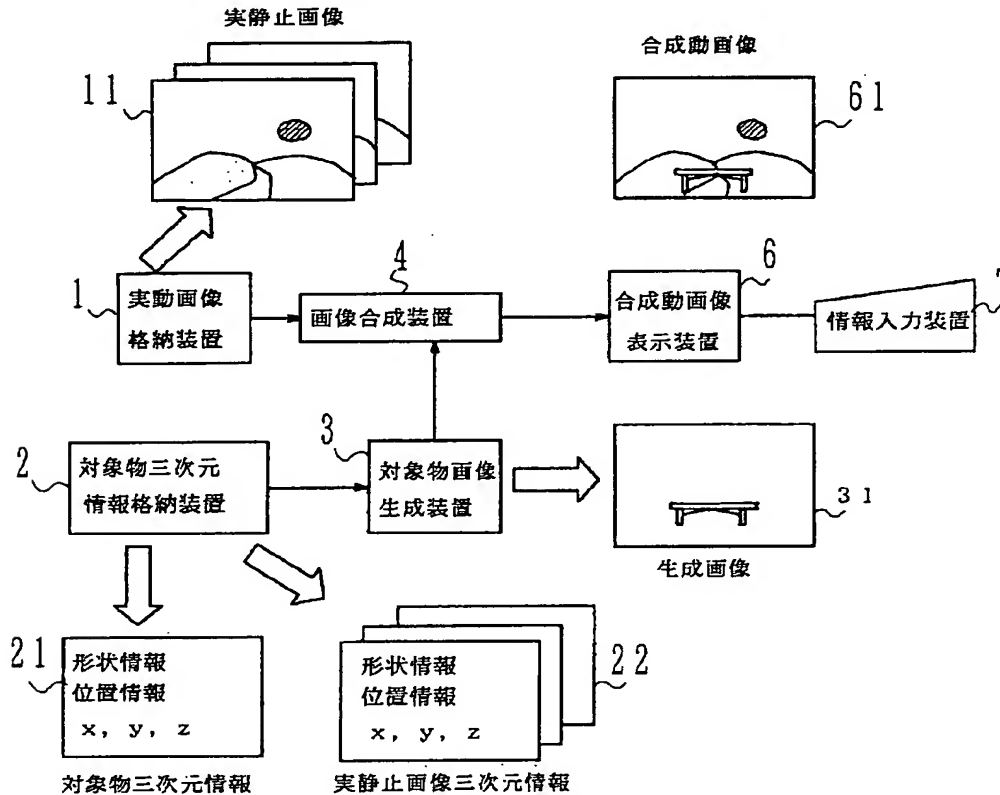 実静止画像
合成動画像
11
61
1
実動画像
格納装置
4
画像合成装置
6
合成動画像
表示装置
情報入力装置
2
対象物三次元
情報格納装置
3
対象物画像
生成装置
31
生成画像
21
形状情報
位置情報
x, y, z
対象物三次元情報
22
形状情報
位置情報
x, y, z
実静止画像三次元情報